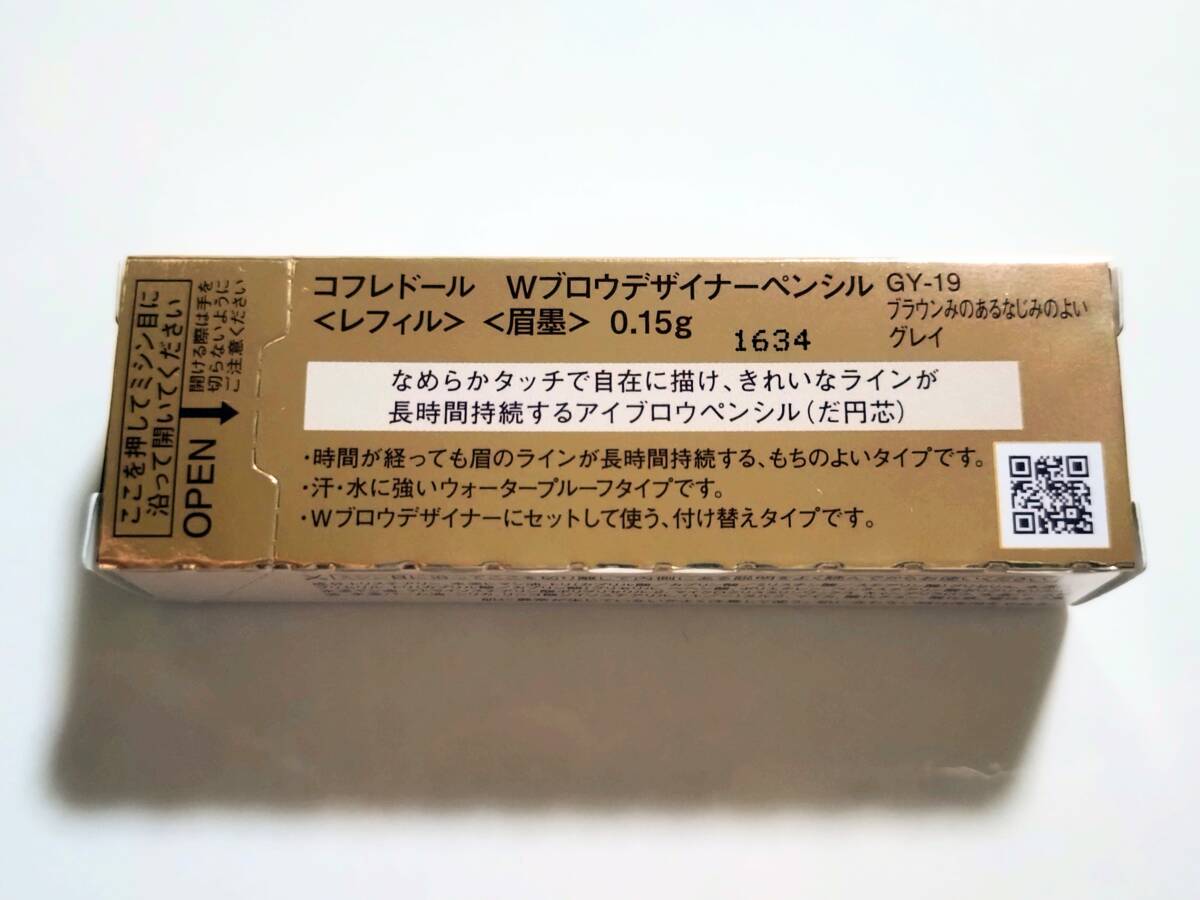 コフレドール Wブロウデザイナーペンシル GY-19
<レフィル> <眉墨> 0.15g
ブラウンみのあるなじみのよい
グレイ
1634
なめらかタッチで自在に描け、きれいなラインが
長時間持続するアイブロウペンシル(だ円芯)
・時間が経っても眉のラインが長時間持続する、もちのよいタイプです。
・汗・水に強いウォータープルーフタイプです。
・Wブロウデザイナーにセットして使う、付け替えタイプです。
ここを押してミシン目に
沿って開いてください
OPEN
開ける際は手を
切らないように
ご注意ください